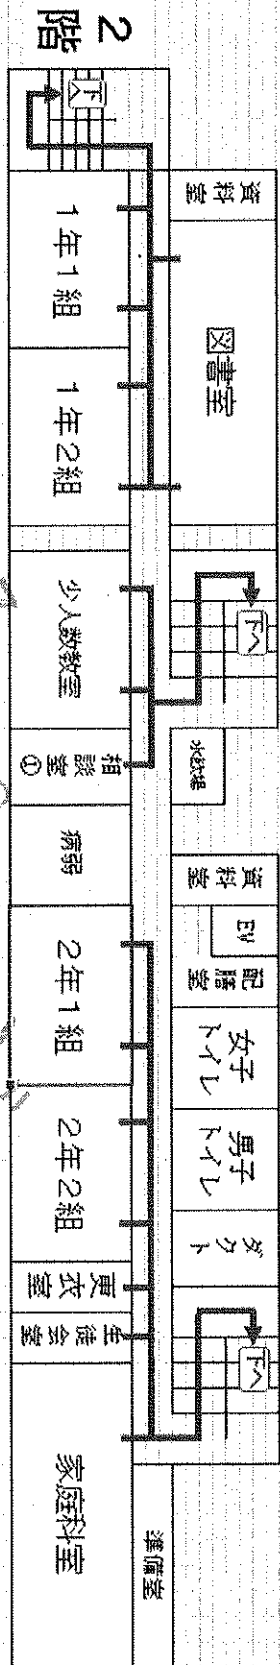 2階
下へ
資料室
図書室
下へ
水飲場
資料室
EV
配膳室
女子
トイレ
男子
トイレ
ダクト
下へ
1年1組
1年2組
少人数教室
相談室①
病弱
2年1組
2年2組
更衣室
生徒会室
家庭科室
準備室